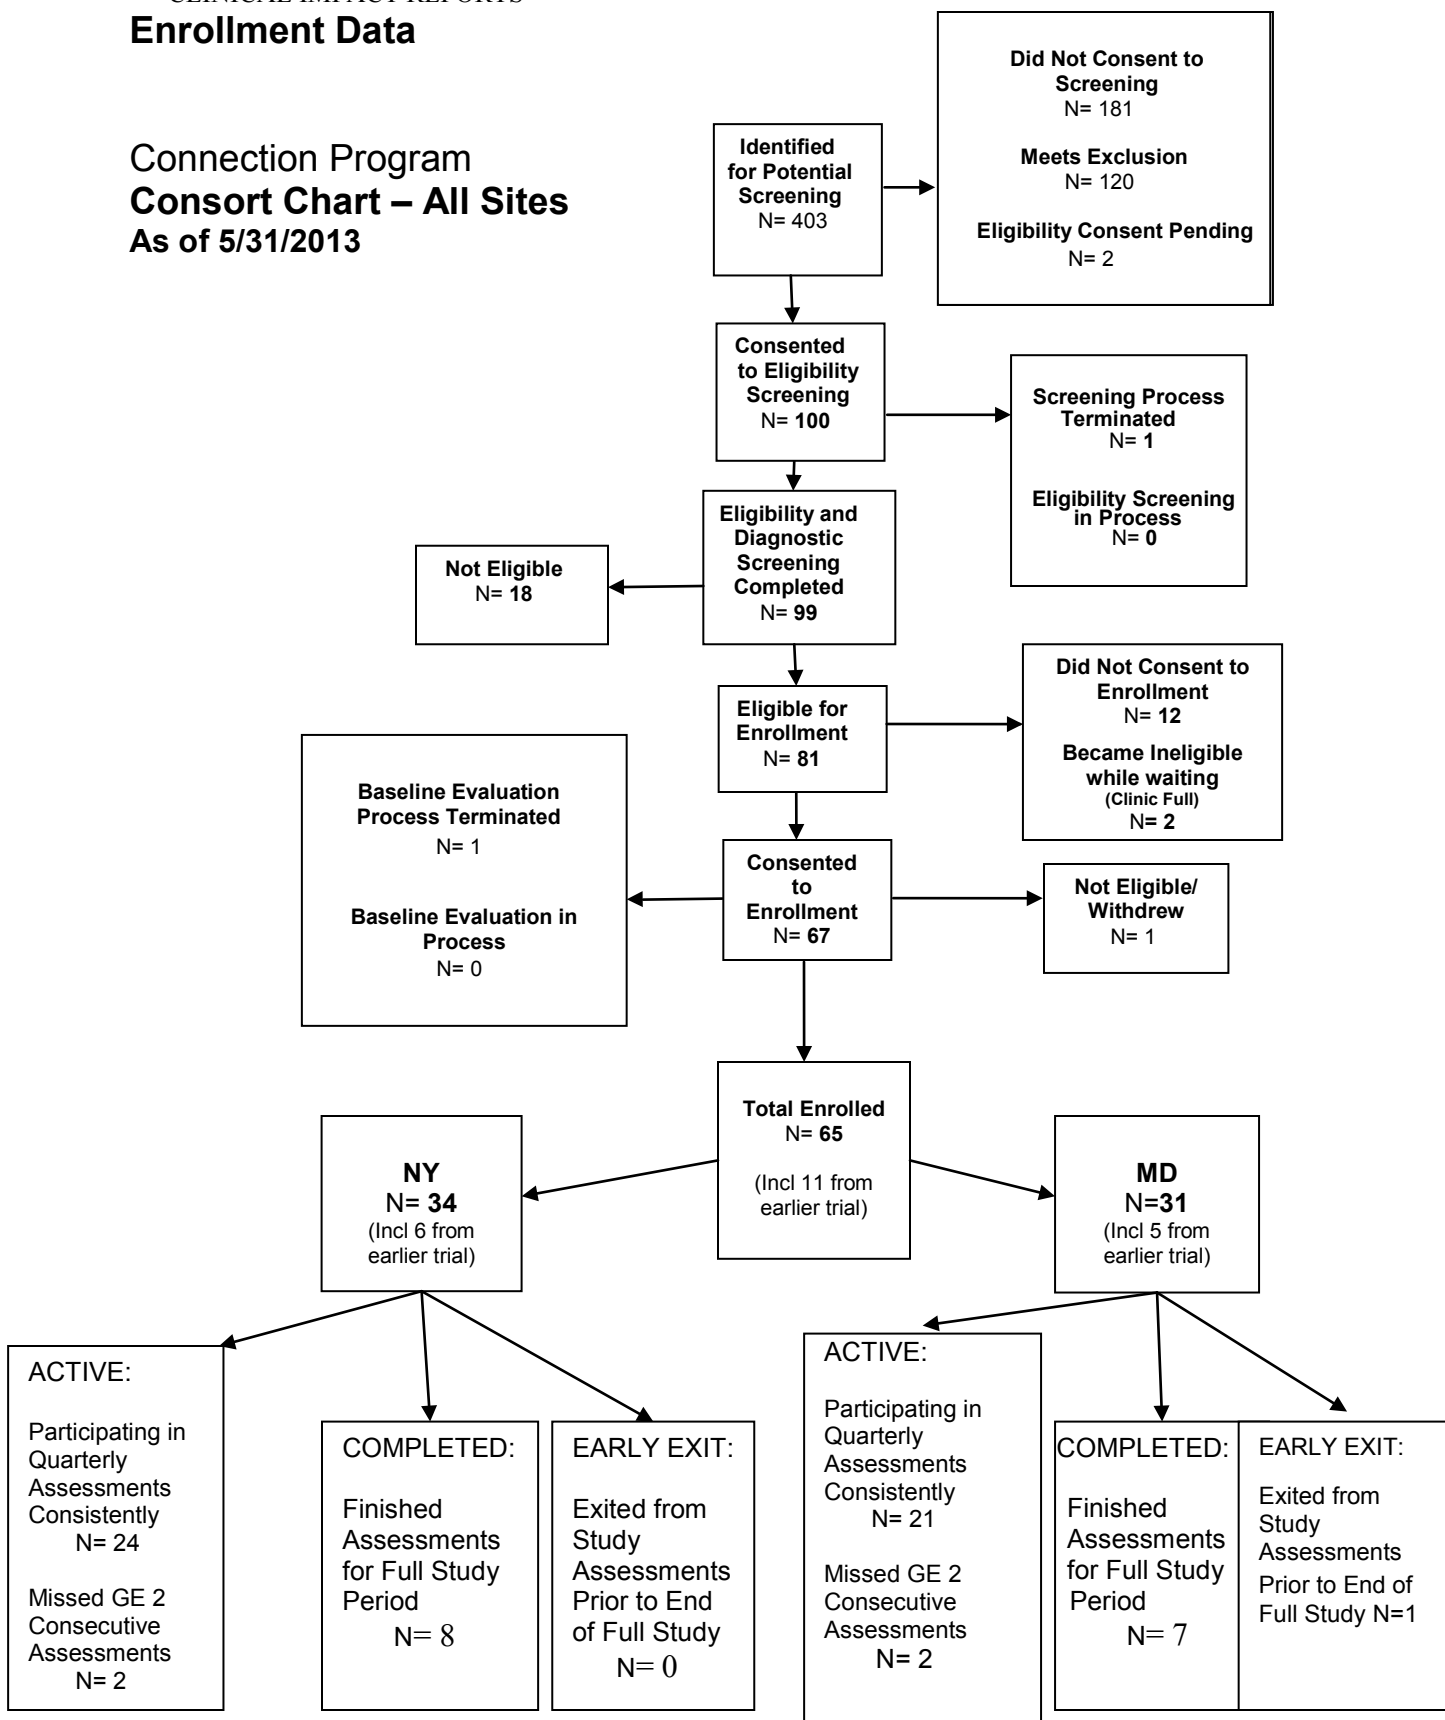 CLINICAL IMPACT REPORTS
Enrollment Data
Connection Program
Consort Chart – All Sites
As of 5/31/2013
Identified
for Potential
Screening
N= 403
Did Not Consent to
Screening
N= 181
Meets Exclusion
N= 120
Eligibility Consent Pending
N= 2
Consented
to Eligibility
Screening
N= 100
Screening Process
Terminated
N= 1
Eligibility Screening
in Process
N= 0
Eligibility and
Diagnostic
Screening
Completed
N= 99
Not Eligible
N= 18
Eligible for
Enrollment
N= 81
Did Not Consent to
Enrollment
N= 12
Became Ineligible
while waiting
(Clinic Full)
N= 2
Baseline Evaluation
Process Terminated
N= 1
Baseline Evaluation in
Process
N= 0
Consented
to
Enrollment
N= 67
Not Eligible/
Withdrew
N= 1
Total Enrolled
N= 65
(Incl 11 from
earlier trial)
NY
N= 34
(Incl 6 from
earlier trial)
MD
N=31
(Incl 5 from
earlier trial)
ACTIVE:
Participating in
Quarterly
Assessments
Consistently
N= 24
Missed GE 2
Consecutive
Assessments
N= 2
COMPLETED:
Finished
Assessments
for Full Study
Period
N= 8
EARLY EXIT:
Exited from
Study
Assessments
Prior to End
of Full Study
N= 0
ACTIVE:
Participating in
Quarterly
Assessments
Consistently
N= 21
Missed GE 2
Consecutive
Assessments
N= 2
COMPLETED:
Finished
Assessments
for Full Study
Period
N= 7
EARLY EXIT:
Exited from
Study
Assessments
Prior to End of
Full Study N=1